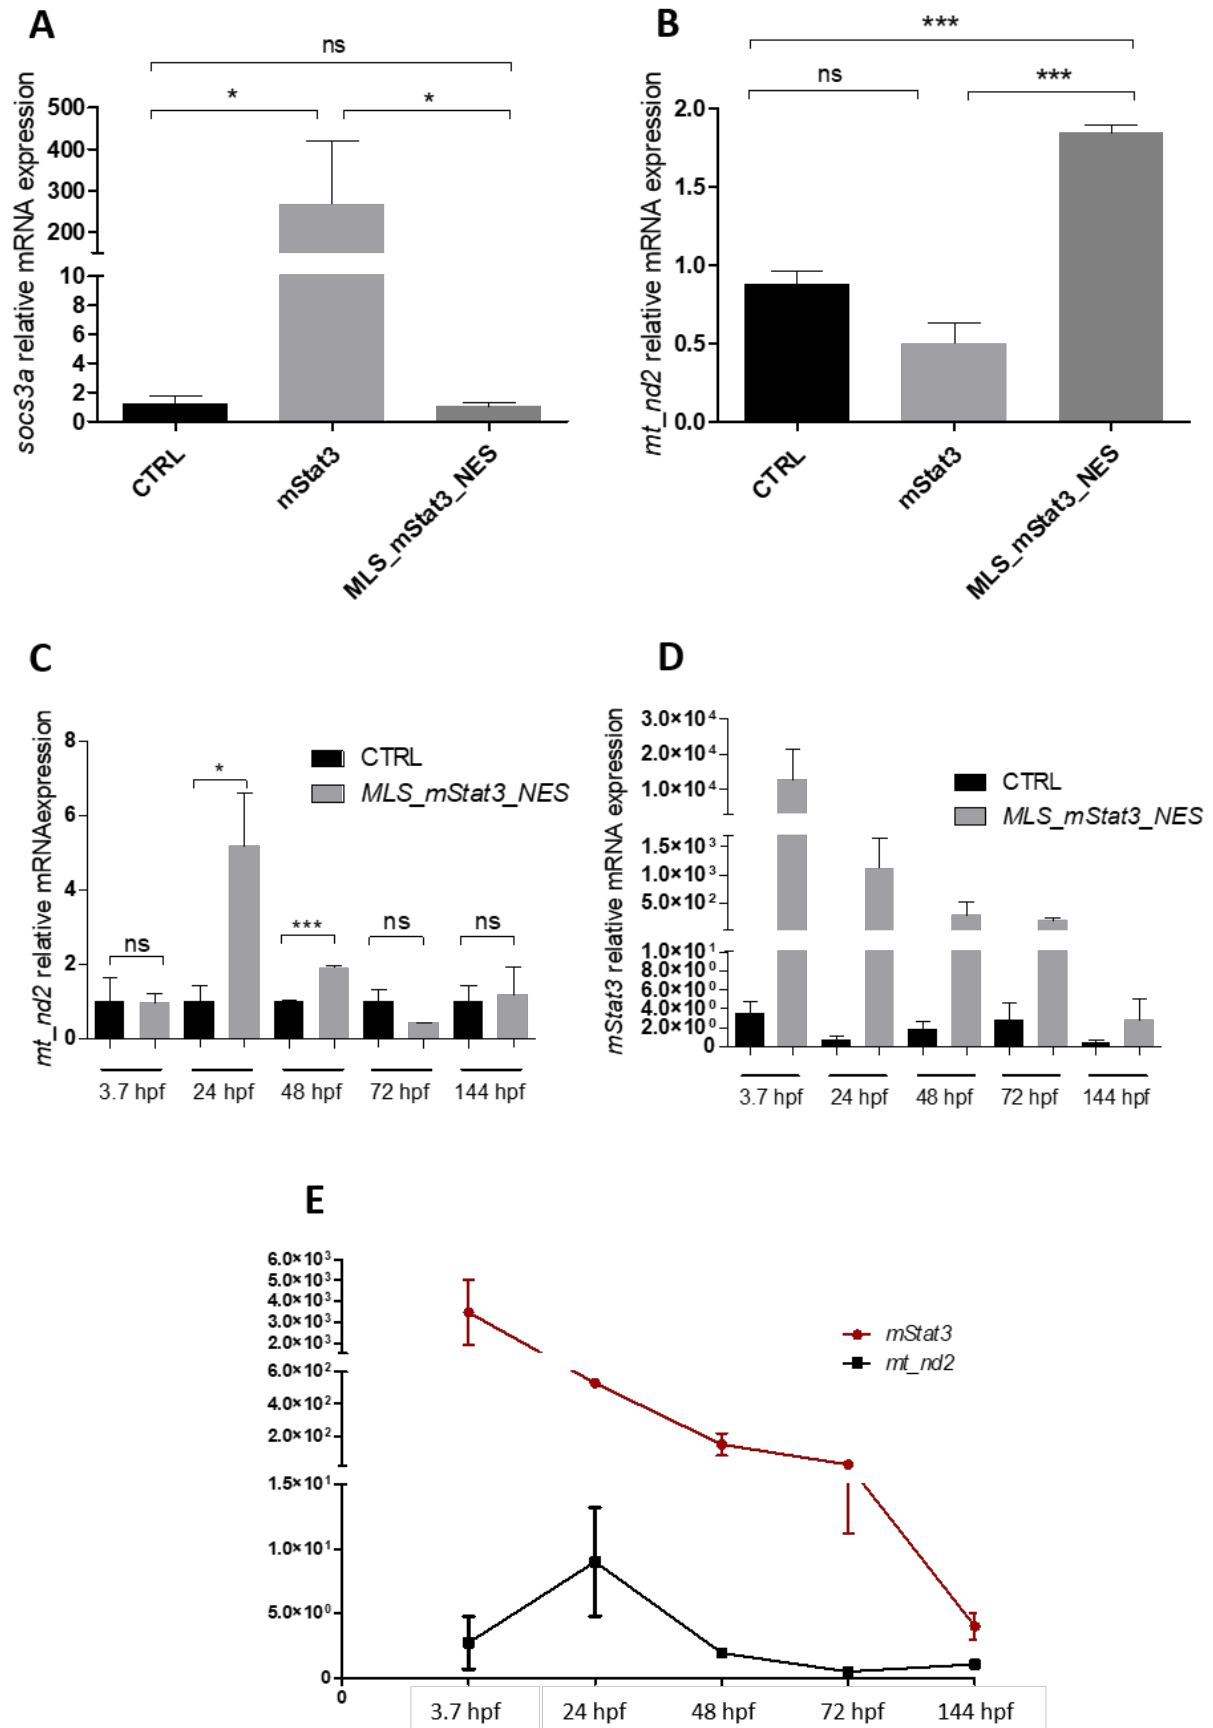 A
ns
*
*
socs3a relative mRNA expression
500
400
300
200
10
8
6
4
2
0
CTRL
mStat3
MLS_mStat3_NES
B
***
ns
***
mt_nd2 relative mRNA expression
2.0
1.5
1.0
0.5
0.0
CTRL
mStat3
MLS_mStat3_NES
C
mt_nd2 relative mRNAexpression
8
6
4
2
0
CTRL
MLS_mStat3_NES
ns
*
***
ns
ns
3.7 hpf 24 hpf 48 hpf 72 hpf 144 hpf
D
mStat3 relative mRNA expression
3.0×10⁴
2.0×10⁴
1.0×10⁴
1.5×10³
1.0×10³
5.0×10²
1.0×10¹
8.0×10⁰
6.0×10⁰
4.0×10⁰
2.0×10⁰
0
CTRL
MLS_mStat3_NES
3.7 hpf 24 hpf 48 hpf 72 hpf 144 hpf
E
6.0×10³
5.0×10³
4.0×10³
3.0×10³
2.0×10³
6.0×10²
4.0×10²
2.0×10²
1.5×10¹
1.0×10¹
5.0×10⁰
0
0
mStat3
mt_nd2
3.7 hpf 24 hpf 48 hpf 72 hpf 144 hpf